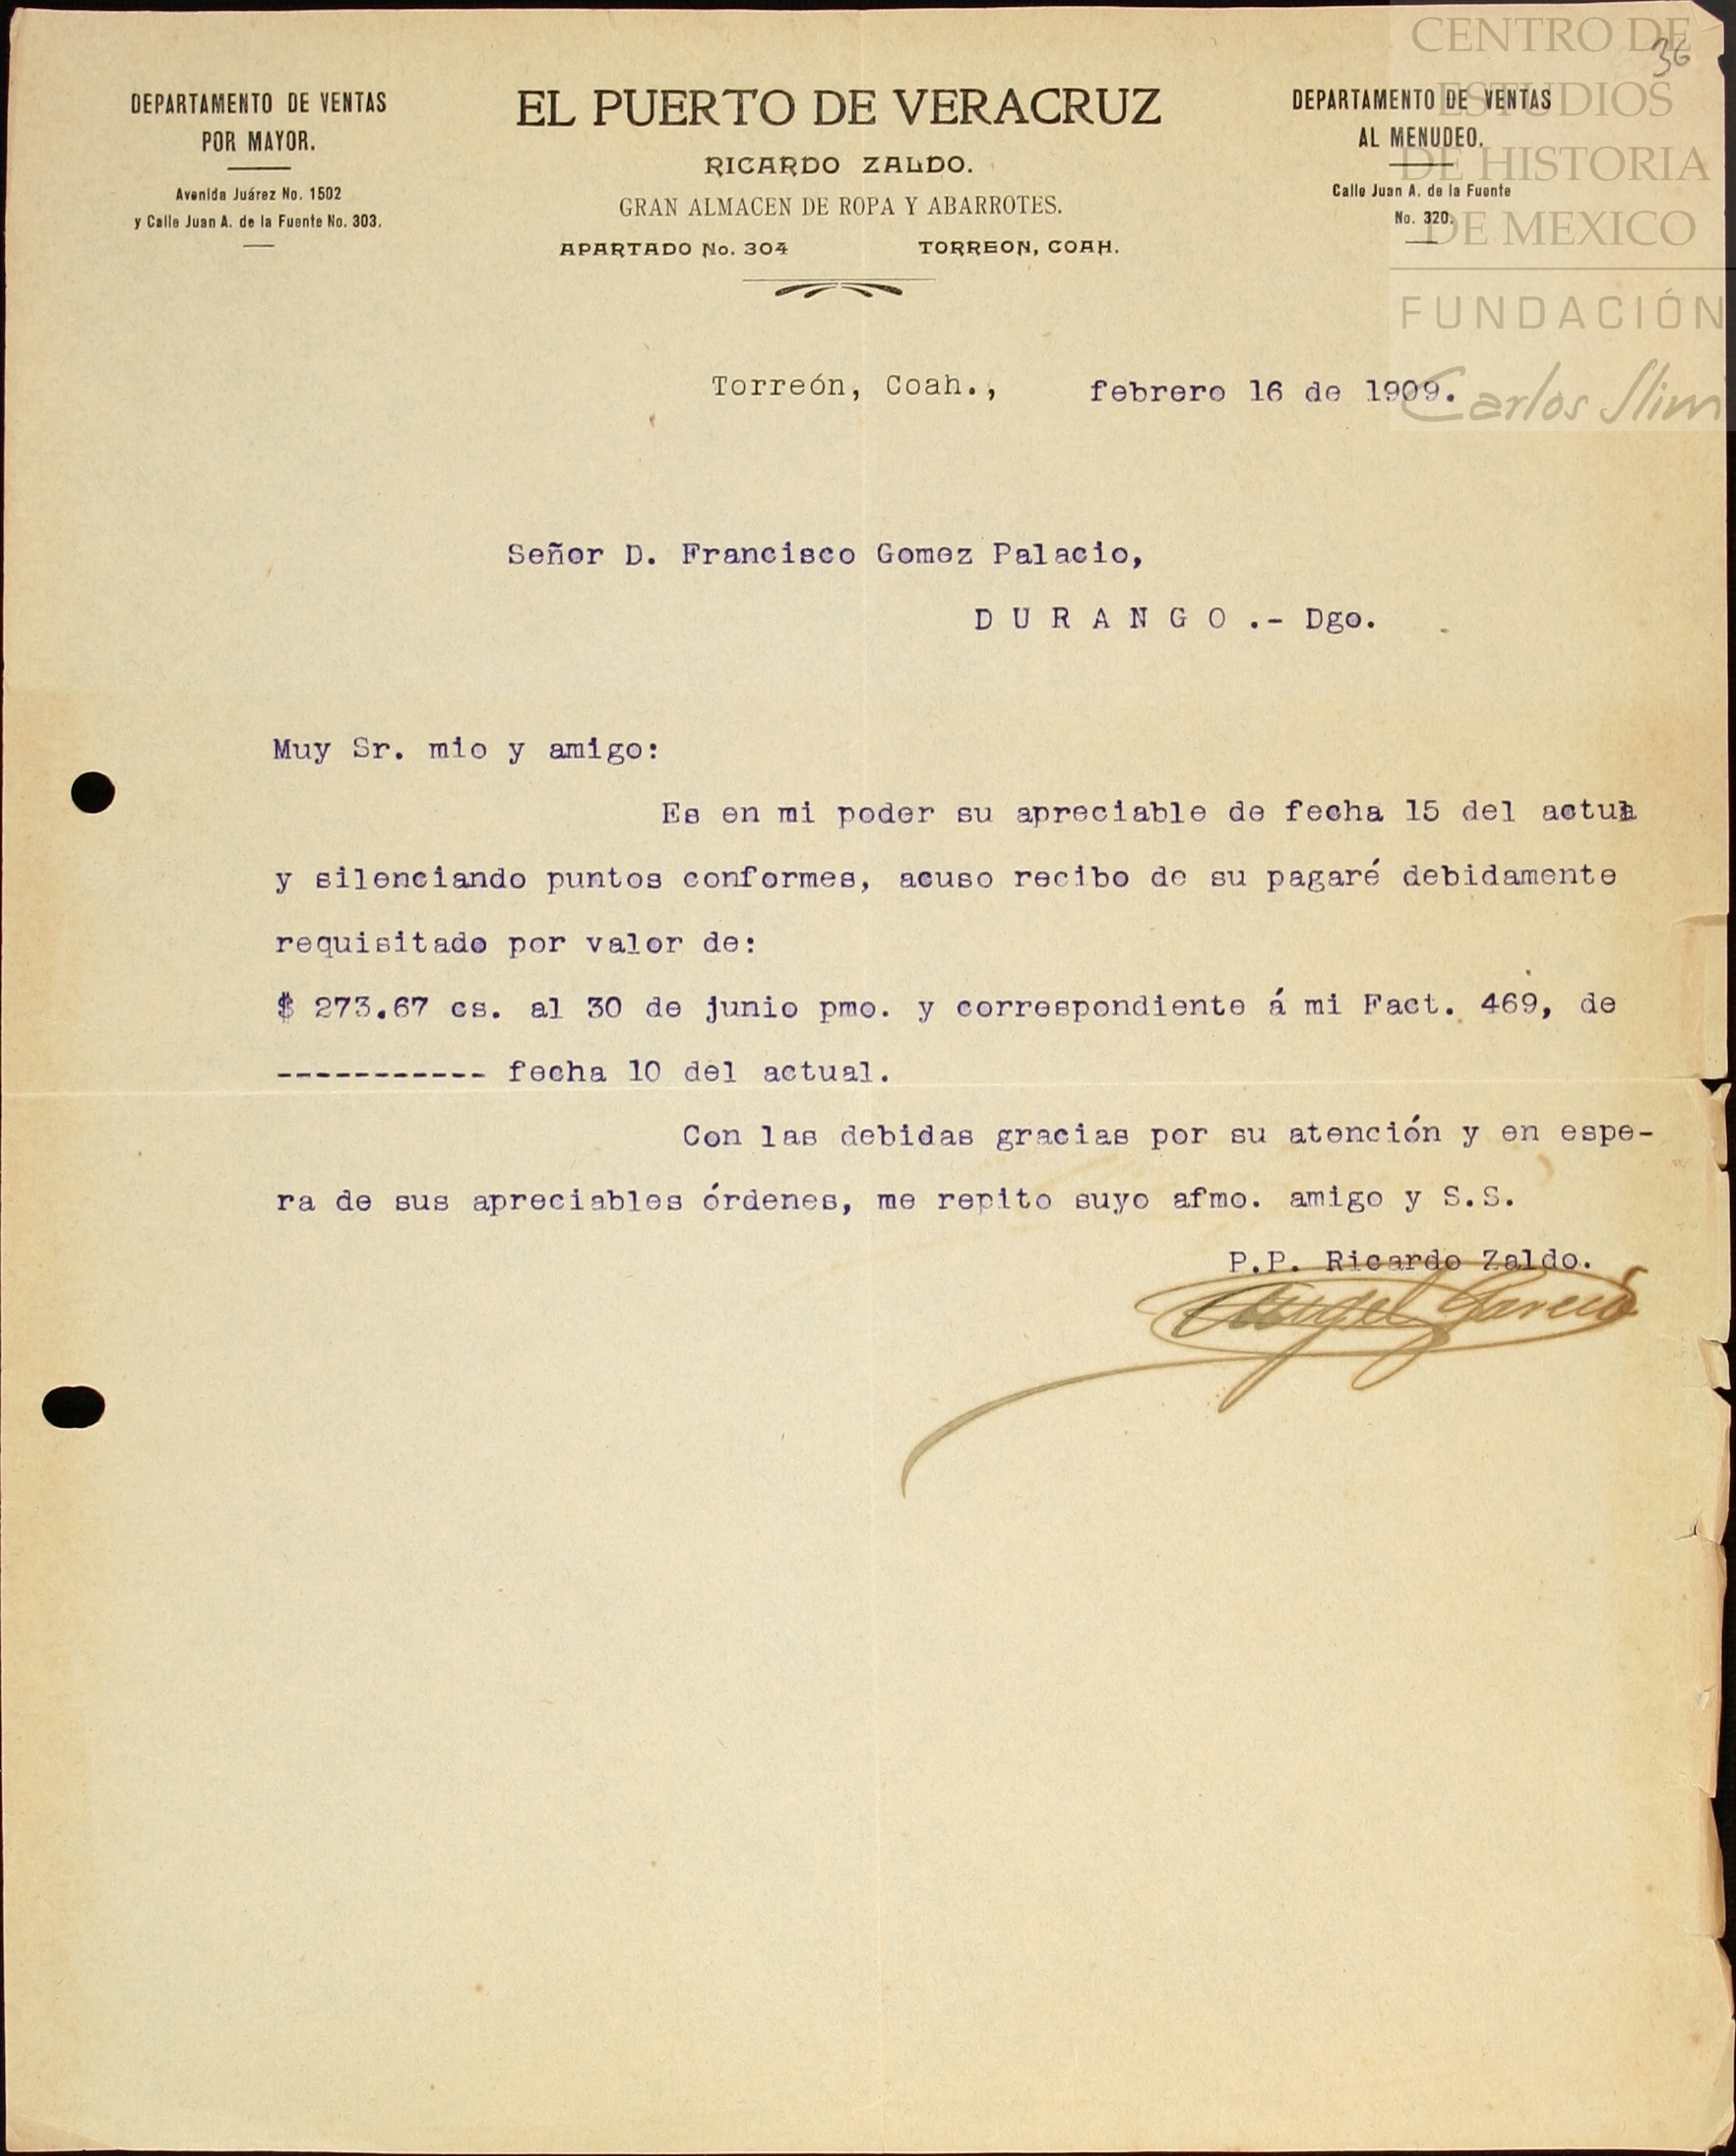 36
DEPARTAMENTO DE VENTAS
POR MAYOR.
Avenida Juárez No. 1502
y Calle Juan A. de la Fuente No. 303.
EL PUERTO DE VERACRUZ
RICARDO ZALDO.
GRAN ALMACEN DE ROPA Y ABARROTES.
APARTADO No. 304 TORREON, COAH.
DEPARTAMENTO DE VENTAS
AL MENUDEO.
Calle Juan A. de la Fuente
No. 320.
CENTRO DE
ESTUDIOS
DE HISTORIA
DE MEXICO
FUNDACIÓN
Carlos Slim
Torreón, Coah., febrero 16 de 1909.
Señor D. Francisco Gomez Palacio,
D U R A N G O .- Dgo.
Muy Sr. mio y amigo:
Es en mi poder su apreciable de fecha 15 del actual
y silenciando puntos conformes, acuso recibo de su pagaré debidamente
requisitado por valor de:
$ 273.67 cs. al 30 de junio pmo. y correspondiente á mi Fact. 469, de
----------- fecha 10 del actual.
Con las debidas gracias por su atención y en espe-
ra de sus apreciables órdenes, me repito suyo afmo. amigo y S.S.
P.P. Ricardo Zaldo.
Angel Garcia